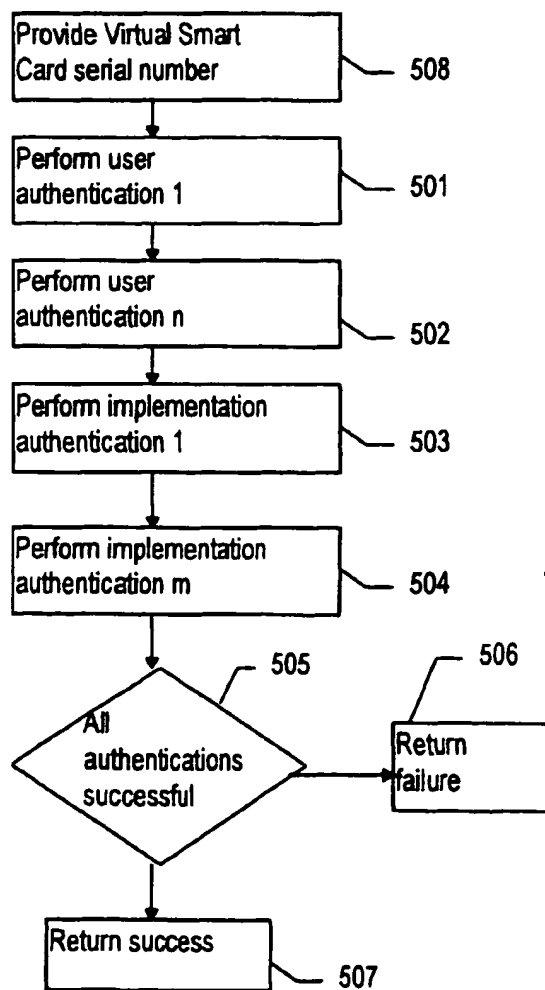 Provide Virtual Smart
Card serial number
508
Perform user
authentication 1
501
Perform user
authentication n
502
Perform implementation
authentication 1
503
Perform implementation
authentication m
504
505
All
authentications
successful
506
Return
failure
Return success
507